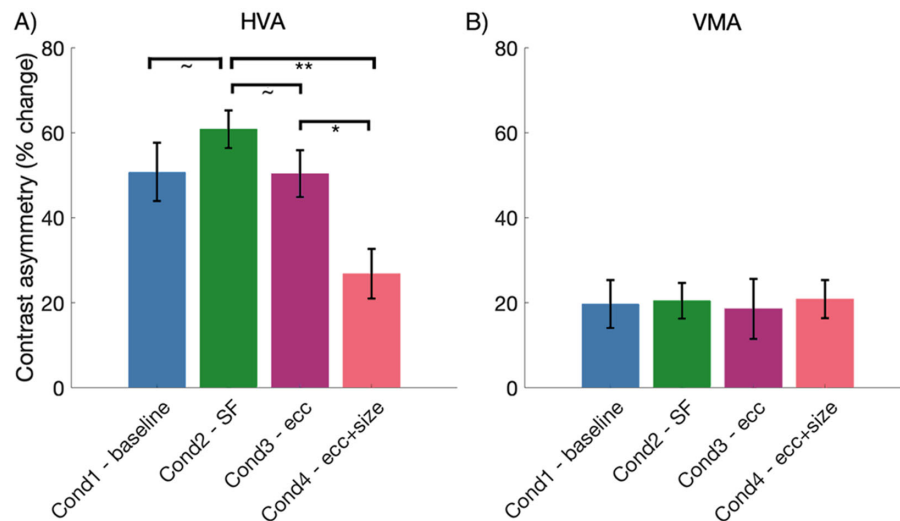 A)
HVA
Contrast asymmetry (% change)
80
60
40
20
0
~
**
~
*
Cond1 - baseline
Cond2 - SF
Cond3 - ecc
Cond4 - ecc+size
B)
VMA
80
60
40
20
0
Cond1 - baseline
Cond2 - SF
Cond3 - ecc
Cond4 - ecc+size